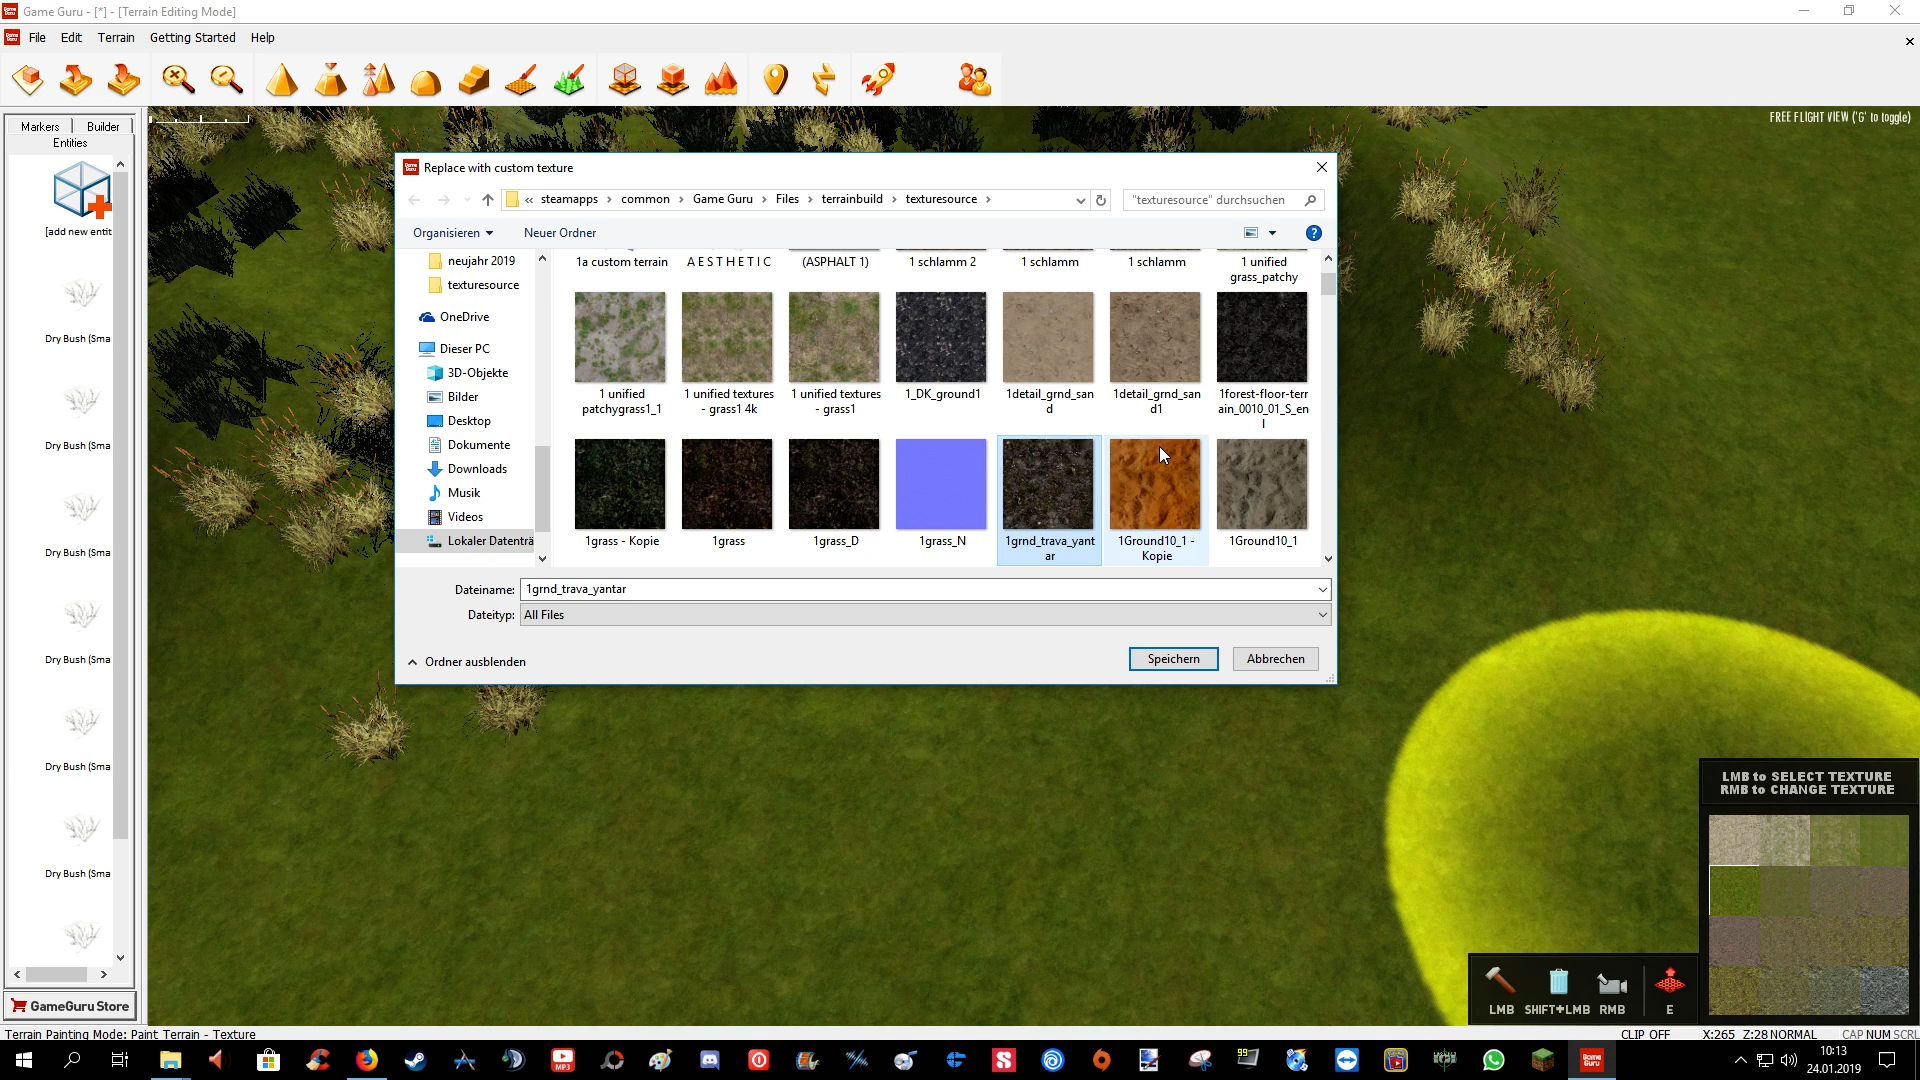 Game Guru - [*] - [Terrain Editing Mode]
File Edit Terrain Getting Started Help
FREE FLIGHT VIEW ('G' to toggle)
Markers Builder
Entities
[add new entit
Dry Bush (Sma
Dry Bush (Sma
Dry Bush (Sma
Dry Bush (Sma
Dry Bush (Sma
Dry Bush (Sma
GameGuru Store
Replace with custom texture
« steamapps > common > Game Guru > Files > terrainbuild > texturesource >
"texturesource" durchsuchen
Organisieren Neuer Ordner
neujahr 2019
texturesource
OneDrive
Dieser PC
3D-Objekte
Bilder
Desktop
Dokumente
Downloads
Musik
Videos
Lokaler Datenträ
1a custom terrain
A E S T H E T I C
(ASPHALT 1)
1 schlamm 2
1 schlamm
1 schlamm
1 unified
grass_patchy
1 unified
patchygrass1_1
1 unified textures
- grass1 4k
1 unified textures
- grass1
1_DK_ground1
1detail_grnd_san
d
1detail_grnd_san
d1
1forest-floor-terr
ain_0010_01_S_en
l
1grass - Kopie
1grass
1grass_D
1grass_N
1grnd_trava_yant
ar
1Ground10_1 -
Kopie
1Ground10_1
Dateiname: 1grnd_trava_yantar
Dateityp: All Files
Ordner ausblenden
Speichern Abbrechen
LMB to SELECT TEXTURE
RMB to CHANGE TEXTURE
LMB SHIFT+LMB RMB E
Terrain Painting Mode: Paint Terrain - Texture
CLIP OFF X:265 Z:28 NORMAL CAP NUM SCRL
MP3
99
Game Guru
10:13
24.01.2019